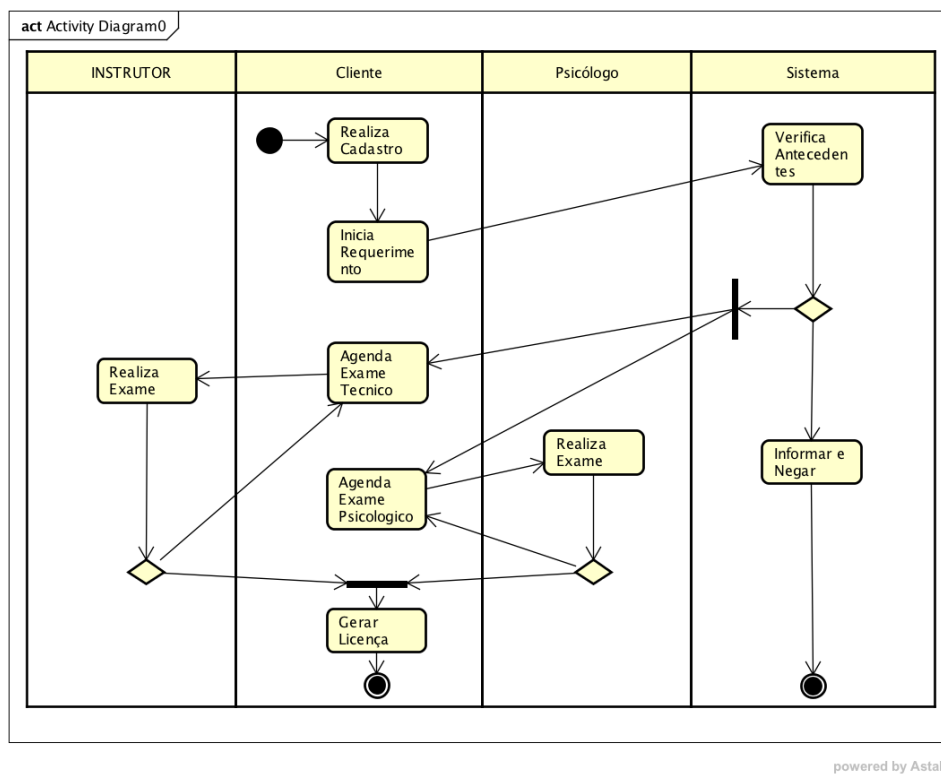 act Activity Diagram0
INSTRUTOR
Cliente
Psicólogo
Sistema
Realiza
Cadastro
Verifica
Anteceden
tes
Inicia
Requerime
nto
Agenda
Exame
Tecnico
Realiza
Exame
Realiza
Exame
Informar e
Negar
Agenda
Exame
Psicologico
Gerar
Licença
powered by Astal